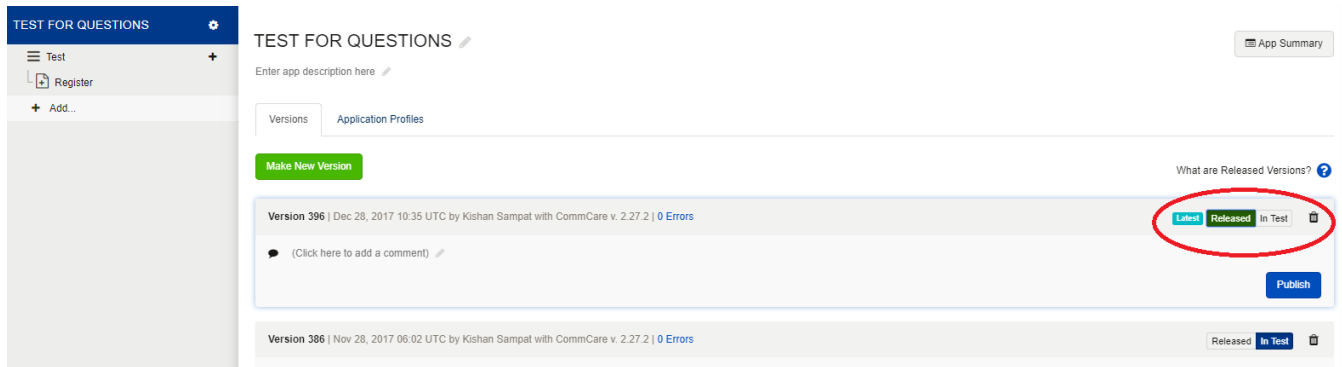 TEST FOR QUESTIONS
Test
Register
Add...
TEST FOR QUESTIONS
App Summary
Enter app description here
Versions Application Profiles
Make New Version
What are Released Versions?
Version 396 | Dec 28, 2017 10:35 UTC by Kishan Sampat with CommCare v. 2.27.2 | 0 Errors
Latest Released In Test
(Click here to add a comment)
Publish
Version 386 | Nov 28, 2017 06:02 UTC by Kishan Sampat with CommCare v. 2.27.2 | 0 Errors
Released In Test